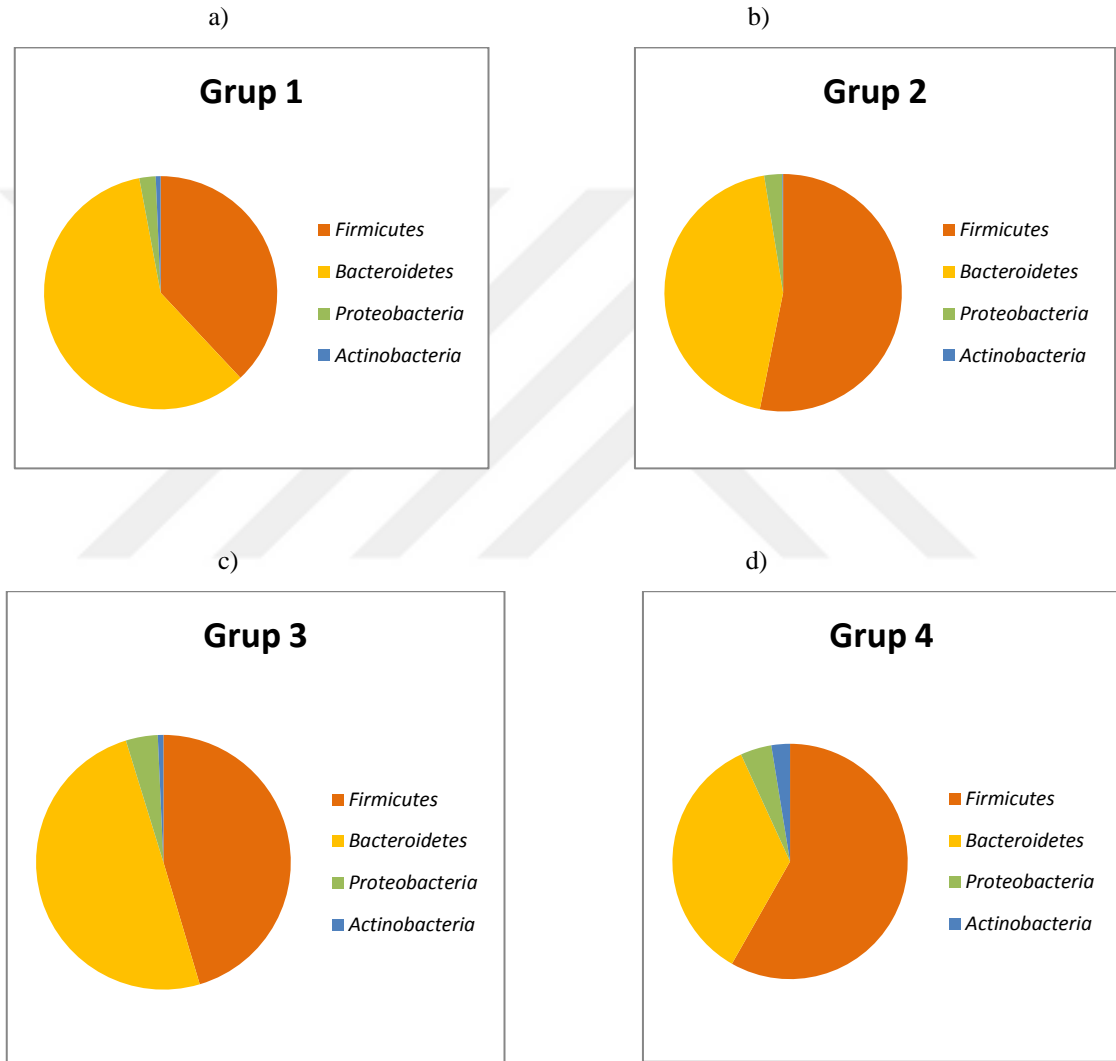 a)
b)
Grup 1
Firmicutes
Bacteroidetes
Proteobacteria
Actinobacteria
Grup 2
Firmicutes
Bacteroidetes
Proteobacteria
Actinobacteria
c)
d)
Grup 3
Firmicutes
Bacteroidetes
Proteobacteria
Actinobacteria
Grup 4
Firmicutes
Bacteroidetes
Proteobacteria
Actinobacteria